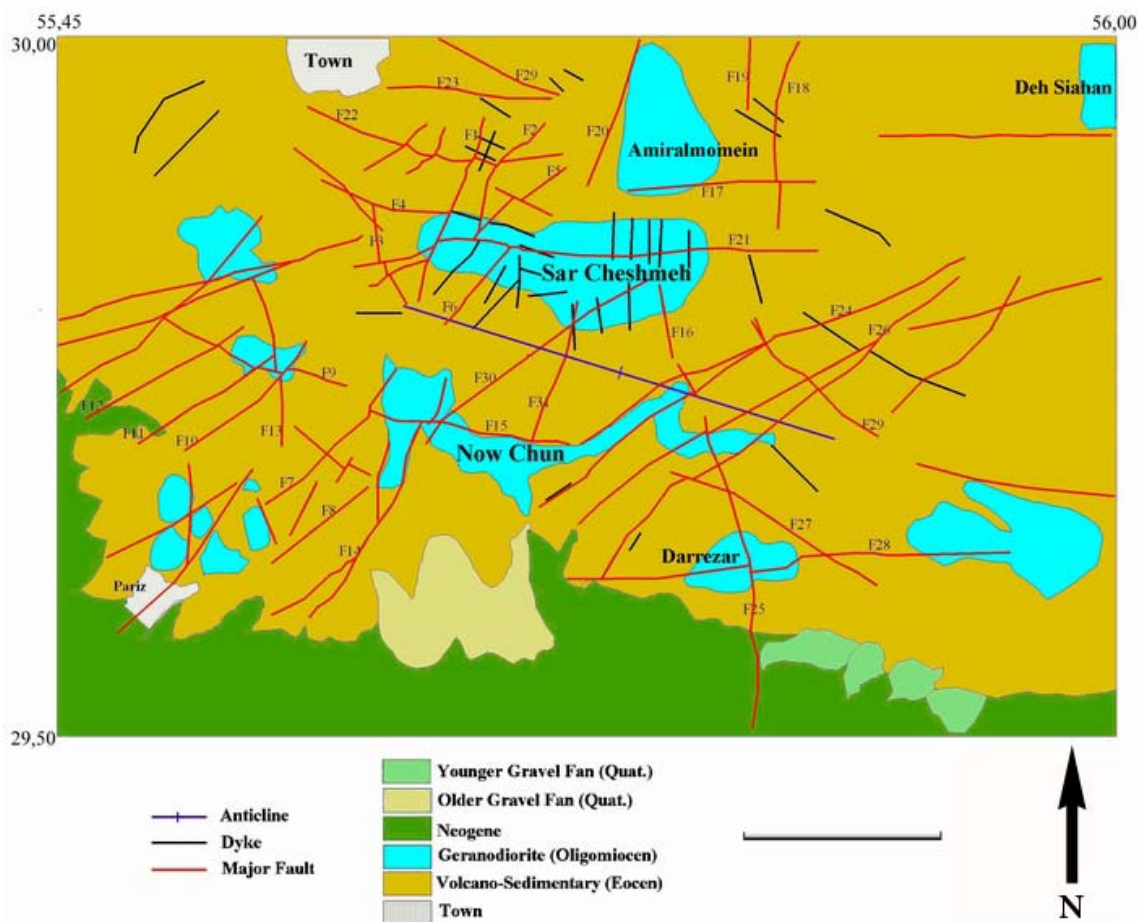 55,45
56,00
30,00
Town
F29
F19
F23
F18
Deh Siahan
F22
F1
F2
F20
Amiralmomein
F5
F17
F4
F3
F21
Sar Cheshmeh
F6
F24
F16
F26
F30
F9
F12
F31
F11
F10
F13
F15
F29
Now Chun
F7
F8
F27
F14
Darrezar
F28
Pariz
F25
29,50
Younger Gravel Fan (Quat.)
Older Gravel Fan (Quat.)
Anticline
Neogene
Dyke
Geranodiorite (Oligomiocen)
Major Fault
Volcano-Sedimentary (Eocen)
Town
N